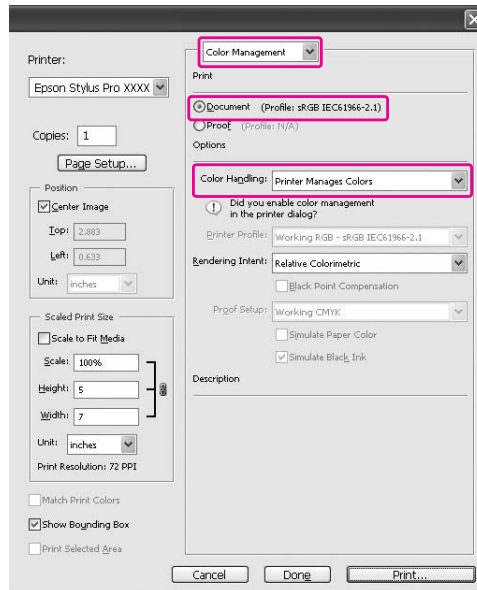 Printer:
Epson Stylus Pro XXXX
Copies: 1
Page Setup...
Position
Center Image
Top: 2.883
Left: 0.633
Unit: inches
Scaled Print Size
Scale to Fit Media
Scale: 100%
Height: 5
Width: 7
Unit: inches
Print Resolution: 72 PPI
Match Print Colors
Show Bounding Box
Print Selected Area
Color Management
Print
Document (Profile: sRGB IEC61966-2.1)
Proof (Profile: N/A)
Options
Color Handling: Printer Manages Colors
Did you enable color management
in the printer dialog?
Printer Profile: Working RGB - sRGB IEC61966-2.1
Rendering Intent: Relative Colorimetric
Black Point Compensation
Proof Setup: Working CMYK
Simulate Paper Color
Simulate Black Ink
Description
Cancel
Done
Print...